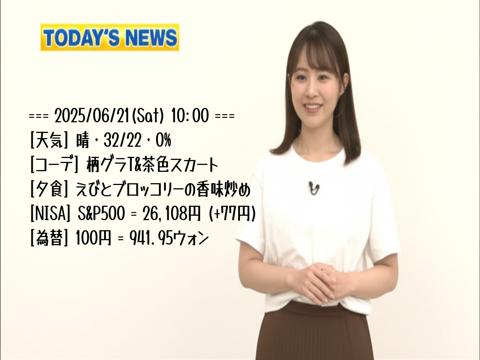 TODAY'S NEWS
=== 2025/06/21(Sat) 10:00 ===
[天気] 晴・32/22・0%
[コーデ] 柄グラT&茶色スカート
[夕食] えびとブロッコリーの香味炒め
[NISA] S&P500 = 26,108円 (+77円)
[為替] 100円 = 941.95ウォン